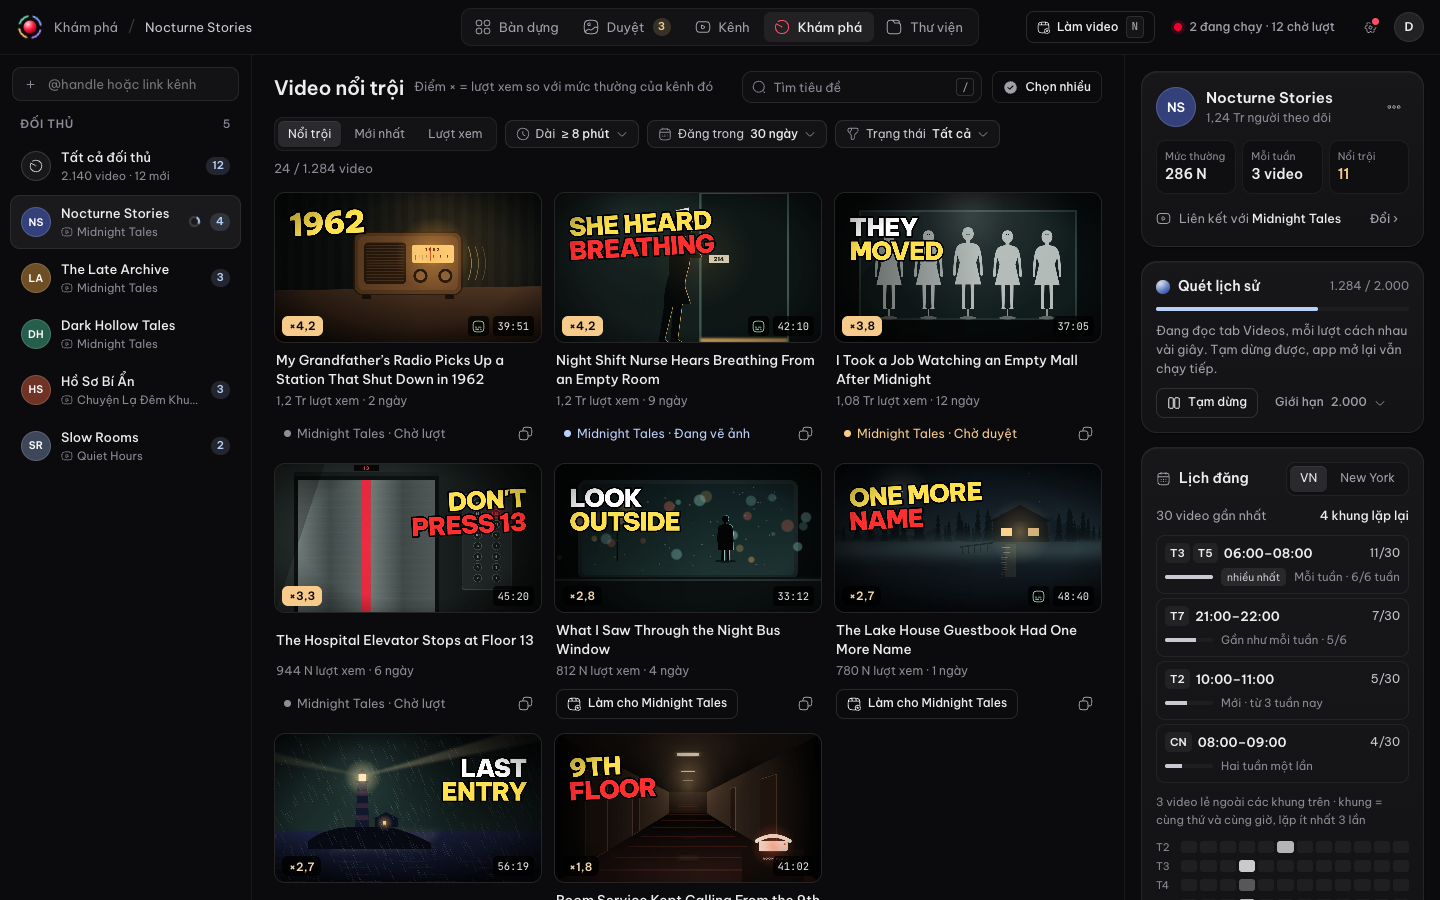 Khám phá / Nocturne Stories
Bàn dựng
Duyệt 3
Kênh
Khám phá
Thư viện
Làm video N
2 đang chạy · 12 chờ lượt
D
+ @handle hoặc link kênh
ĐỐI THỦ 5
Tất cả đối thủ
2.140 video · 12 mới
12
NS
Nocturne Stories
Midnight Tales
4
LA
The Late Archive
Midnight Tales
3
DH
Dark Hollow Tales
Midnight Tales
HS
Hồ Sơ Bí Ẩn
Chuyện Lạ Đêm Khu...
3
SR
Slow Rooms
Quiet Hours
2
Video nổi trội
Điểm × = lượt xem so với mức thường của kênh đó
Tìm tiêu đề /
Chọn nhiều
Nổi trội
Mới nhất
Lượt xem
Dài ≥ 8 phút
Đăng trong 30 ngày
Trạng thái Tất cả
24 / 1.284 video
1962
×4,2
39:51
My Grandfather's Radio Picks Up a
Station That Shut Down in 1962
1,2 Tr lượt xem · 2 ngày
Midnight Tales · Chờ lượt
SHE HEARD
BREATHING
214
×4,2
42:10
Night Shift Nurse Hears Breathing From
an Empty Room
1,2 Tr lượt xem · 9 ngày
Midnight Tales · Đang vẽ ảnh
THEY
MOVED
×3,8
37:05
I Took a Job Watching an Empty Mall
After Midnight
1,08 Tr lượt xem · 12 ngày
Midnight Tales · Chờ duyệt
13
DON'T
PRESS 13
×3,3
45:20
The Hospital Elevator Stops at Floor 13
944 N lượt xem · 6 ngày
Midnight Tales · Chờ lượt
LOOK
OUTSIDE
×2,8
33:12
What I Saw Through the Night Bus
Window
812 N lượt xem · 4 ngày
Làm cho Midnight Tales
ONE MORE
NAME
×2,7
48:40
The Lake House Guestbook Had One
More Name
780 N lượt xem · 1 ngày
Làm cho Midnight Tales
LAST
ENTRY
×2,7
56:19
9TH
FLOOR
×1,8
41:02
Room Service Kept Calling From the 9th
NS
Nocturne Stories
1,24 Tr người theo dõi
Mức thường
286 N
Mỗi tuần
3 video
Nổi trội
11
Liên kết với Midnight Tales
Đổi ›
Quét lịch sử
1.284 / 2.000
Đang đọc tab Videos, mỗi lượt cách nhau
vài giây. Tạm dừng được, app mở lại vẫn
chạy tiếp.
Tạm dừng
Giới hạn 2.000
Lịch đăng
VN
New York
30 video gần nhất
4 khung lặp lại
T3 T5 06:00–08:00 11/30
nhiều nhất Mỗi tuần · 6/6 tuần
T7 21:00–22:00 7/30
Gần như mỗi tuần · 5/6
T2 10:00–11:00 5/30
Mới · từ 3 tuần nay
CN 08:00–09:00 4/30
Hai tuần một lần
3 video lẻ ngoài các khung trên · khung =
cùng thứ và cùng giờ, lặp ít nhất 3 lần
T2
T3
T4